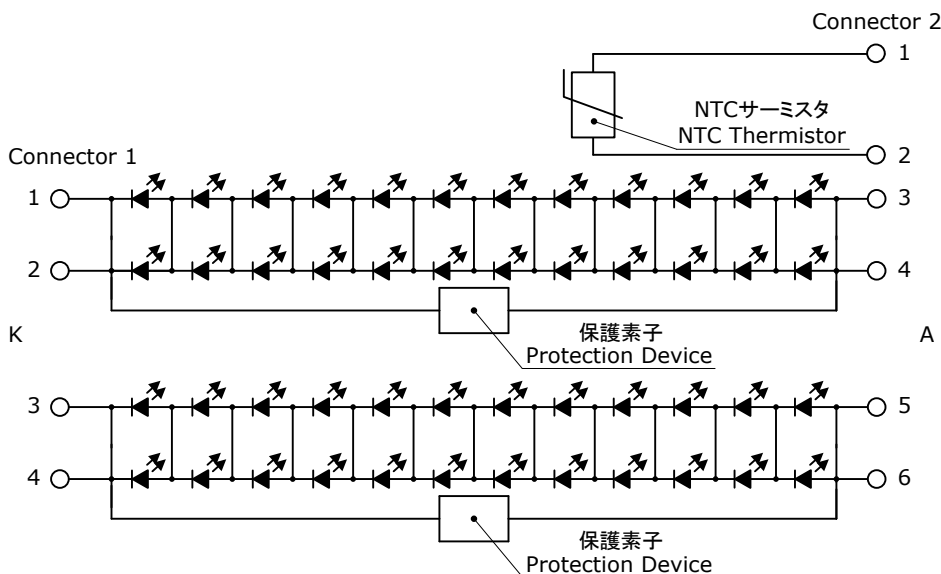 Connector 2
1
NTCサーミスタ
NTC Thermistor
2
Connector 1
1
3
2
4
保護素子
Protection Device
K
A
3
5
4
6
保護素子
Protection Device